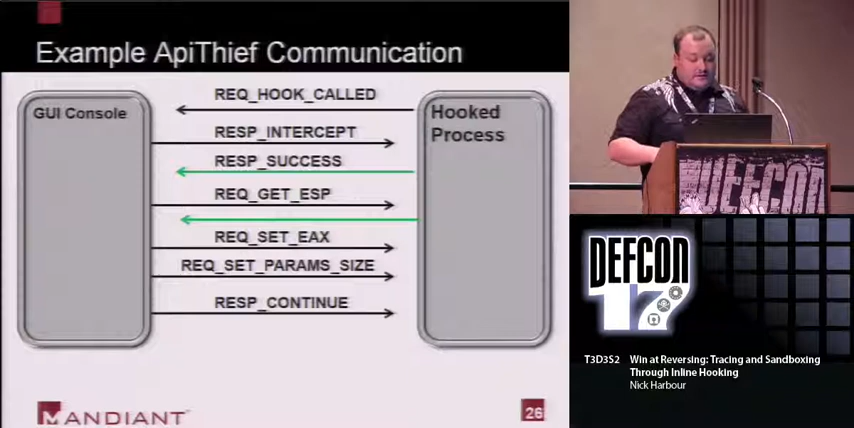 Example ApiThief Communication
GUI Console
REQ_HOOK_CALLED
RESP_INTERCEPT
RESP_SUCCESS
REQ_GET_ESP
REQ_SET_EAX
REQ_SET_PARAMS_SIZE
RESP_CONTINUE
Hooked
Process
MANDIANT
26
DEFCON
DEFCON
17
T3D3S2 Win at Reversing: Tracing and Sandboxing
Through Inline Hooking
Nick Harbour